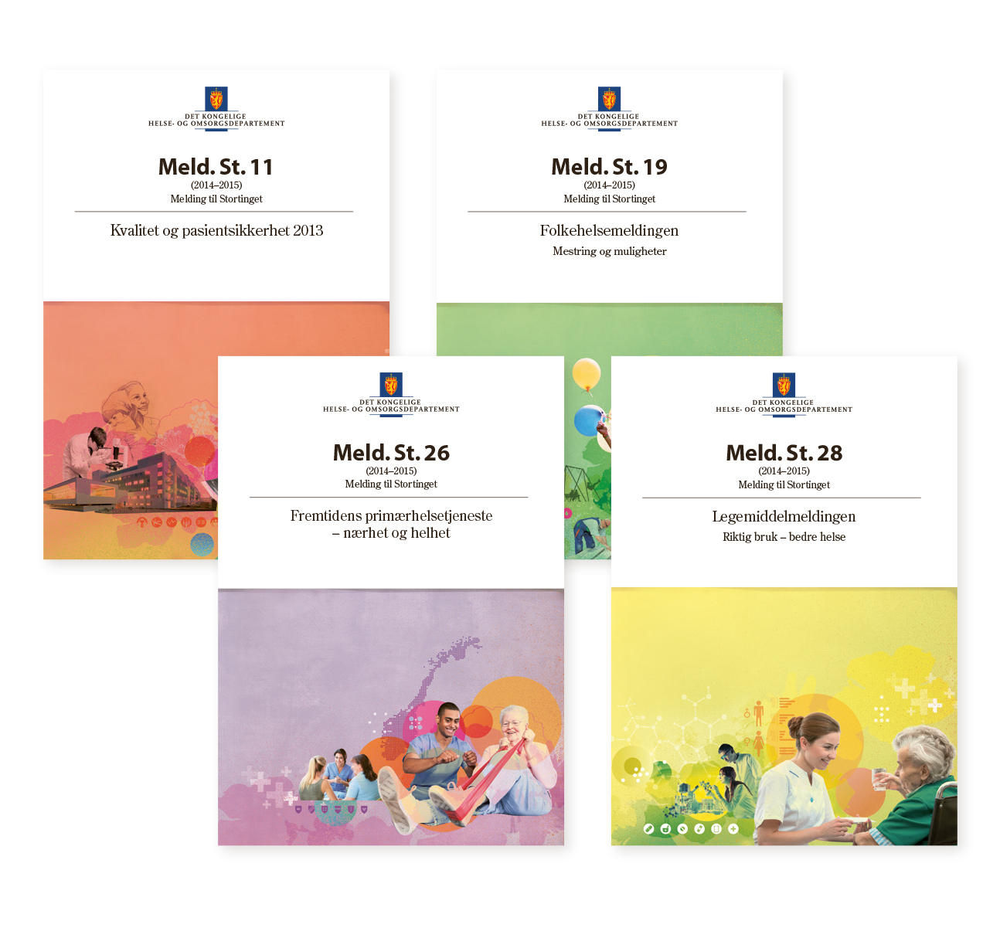 DET KONGELIGE
HELSE- OG OMSORGSDEPARTEMENT
Meld. St. 11
(2014–2015)
Melding til Stortinget
Kvalitet og pasientsikkerhet 2013
DET KONGELIGE
HELSE- OG OMSORGSDEPARTEMENT
Meld. St. 19
(2014–2015)
Melding til Stortinget
Folkehelsemeldingen
Mestring og muligheter
DET KONGELIGE
HELSE- OG OMSORGSDEPARTEMENT
Meld. St. 26
(2014–2015)
Melding til Stortinget
Fremtidens primærhelsetjeneste
– nærhet og helhet
DET KONGELIGE
HELSE- OG OMSORGSDEPARTEMENT
Meld. St. 28
(2014–2015)
Melding til Stortinget
Legemiddelmeldingen
Riktig bruk – bedre helse